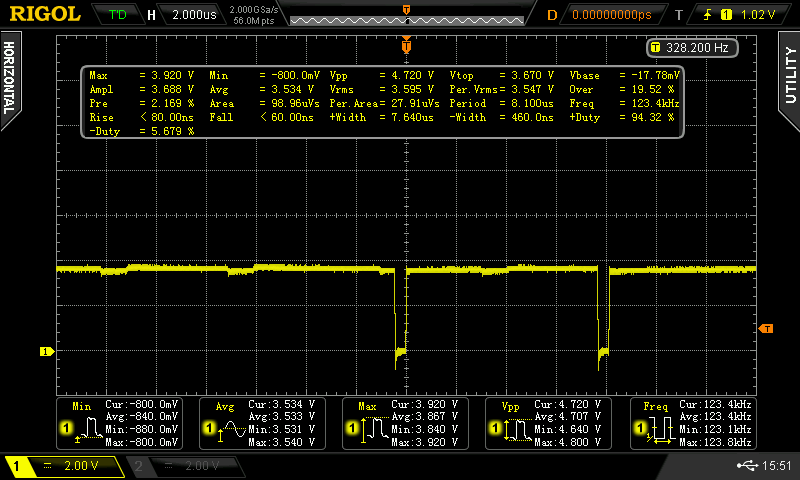 RIGOL T'D H 2.000us 2.000GSa/s 56.0M pts T D 0.00000000ps T 1 1.02 V
HORIZONTAL
UTILITY
T
T 328.200 Hz
Max = 3.920 V Min = -800.0mV Vpp = 4.720 V Vtop = 3.670 V Vbase = -17.78mV
Ampl = 3.688 V Avg = 3.534 V Vrms = 3.595 V Per.Vrms= 3.547 V Over = 19.52 %
Pre = 2.169 % Area = 98.96uVs Per.Area= 27.91uVs Period = 8.100us Freq = 123.4kHz
Rise < 80.00ns Fall < 60.00ns +Width = 7.640us -Width = 460.0ns +Duty = 94.32 %
-Duty = 5.679 %
T
1
Min
1
Cur:-800.0mV
Avg:-840.0mV
Min:-880.0mV
Max:-800.0mV
Avg
1
Cur:3.534 V
Avg:3.533 V
Min:3.531 V
Max:3.540 V
Max
1
Cur:3.920 V
Avg:3.867 V
Min:3.840 V
Max:3.920 V
Vpp
1
Cur:4.720 V
Avg:4.707 V
Min:4.640 V
Max:4.800 V
Freq
1
Cur:123.4kHz
Avg:123.4kHz
Min:123.1kHz
Max:123.8kHz
1 2.00 V 2 2.00 V 15:51